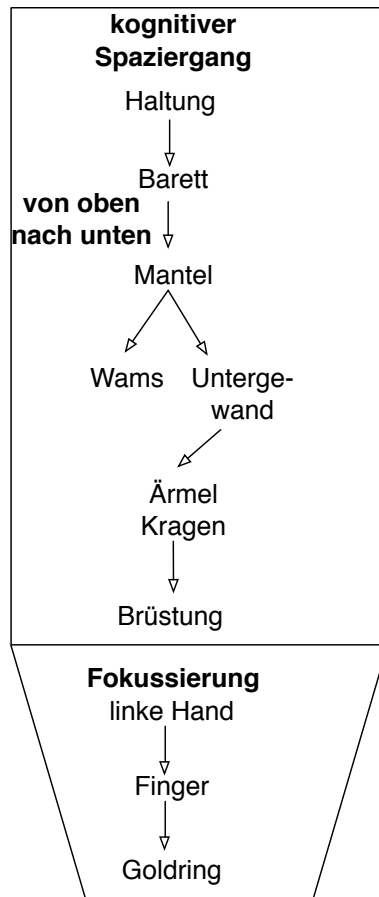 kognitiver
Spaziergang
Haltung
Barett
von oben
nach unten
Mantel
Wams Unterge-
wand
Ärmel
Kragen
Brüstung
Fokussierung
linke Hand
Finger
Goldring